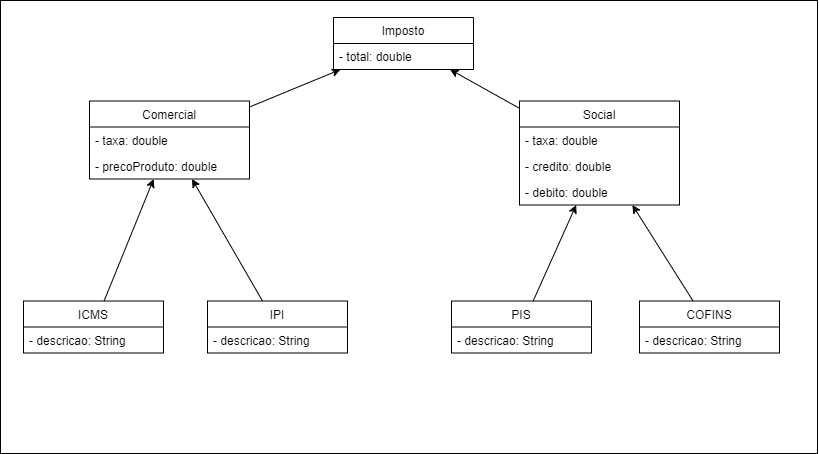 Imposto
- total: double
Comercial
- taxa: double
- precoProduto: double
Social
- taxa: double
- credito: double
- debito: double
ICMS
- descricao: String
IPI
- descricao: String
PIS
- descricao: String
COFINS
- descricao: String